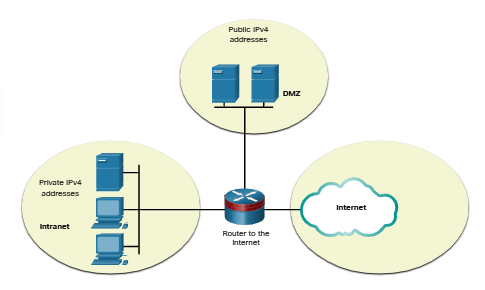 Public IPv4
addresses
DMZ
Private IPv4
addresses
Intranet
Internet
Router to the
Internet